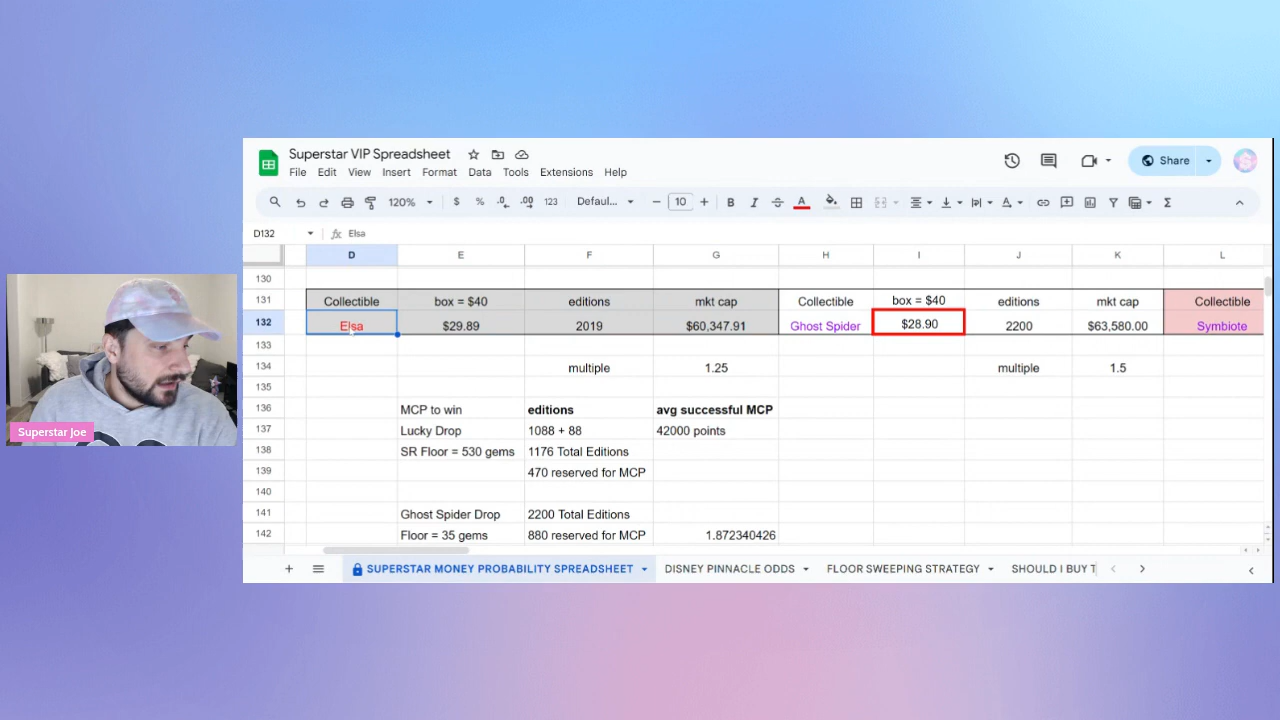 Superstar VIP Spreadsheet
File Edit View Insert Format Data Tools Extensions Help
Share
120% $ % .0 .00 123 Defaul... − 10 + B I A
D132 fx Elsa
D E F G H I J K L
130
131 Collectible box = $40 editions mkt cap Collectible box = $40 editions mkt cap Collectible
132 Elsa $29.89 2019 $60,347.91 Ghost Spider $28.90 2200 $63,580.00 Symbiote
133
134 multiple 1.25 multiple 1.5
135
136 MCP to win editions avg successful MCP
137 Lucky Drop 1088 + 88 42000 points
138 SR Floor = 530 gems 1176 Total Editions
139 470 reserved for MCP
140
141 Ghost Spider Drop 2200 Total Editions
142 Floor = 35 gems 880 reserved for MCP 1.872340426
SUPERSTAR MONEY PROBABILITY SPREADSHEET DISNEY PINNACLE ODDS FLOOR SWEEPING STRATEGY SHOULD I BUY T
Superstar Joe